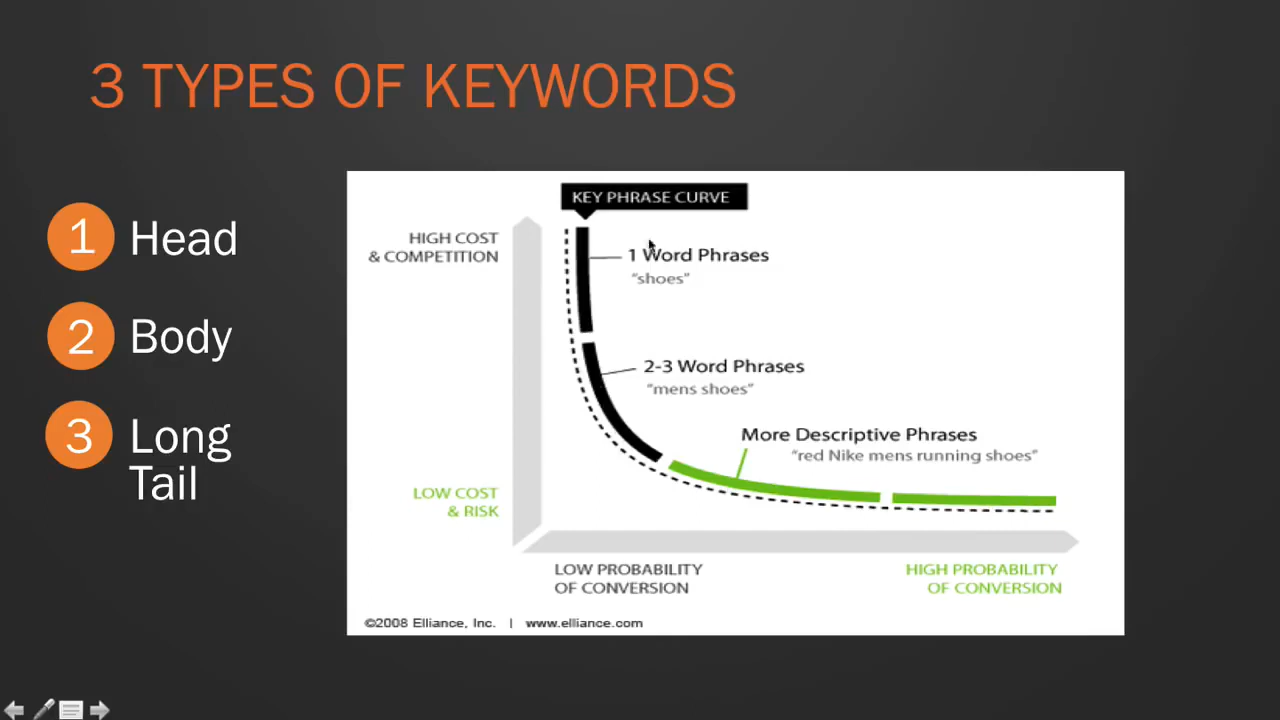 3 TYPES OF KEYWORDS
1 Head
2 Body
3 Long
Tail
KEY PHRASE CURVE
HIGH COST
& COMPETITION
1 Word Phrases
“shoes”
2-3 Word Phrases
“mens shoes”
More Descriptive Phrases
“red Nike mens running shoes”
LOW COST
& RISK
LOW PROBABILITY
OF CONVERSION
HIGH PROBABILITY
OF CONVERSION
©2008 Elliance, Inc. | www.elliance.com